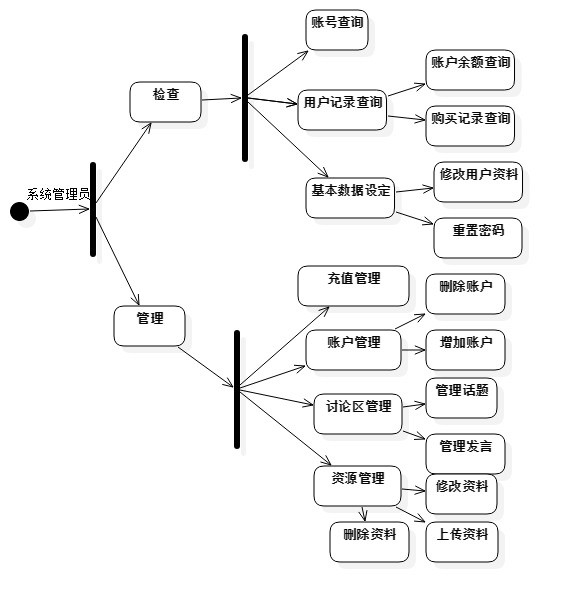 账号查询
检查
用户记录查询
账户余额查询
购买记录查询
系统管理员
基本数据设定
修改用户资料
重置密码
管理
充值管理
删除账户
账户管理
增加账户
讨论区管理
管理话题
管理发言
资源管理
修改资料
删除资料
上传资料